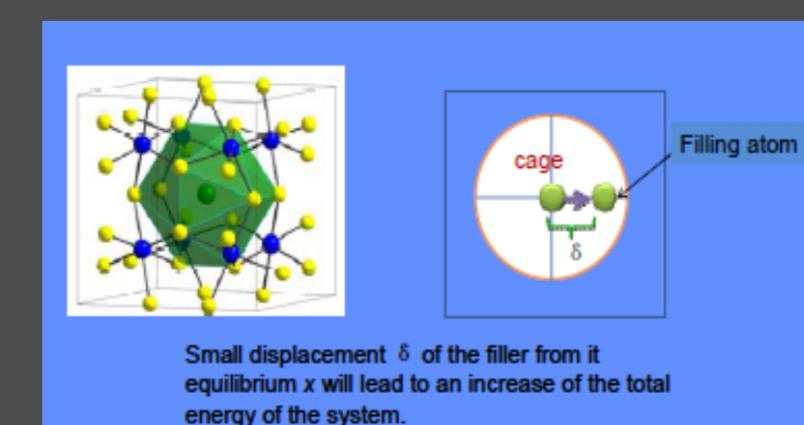 cage
Filling atom
δ
Small displacement δ of the filler from it
equilibrium x will lead to an increase of the total
energy of the system.